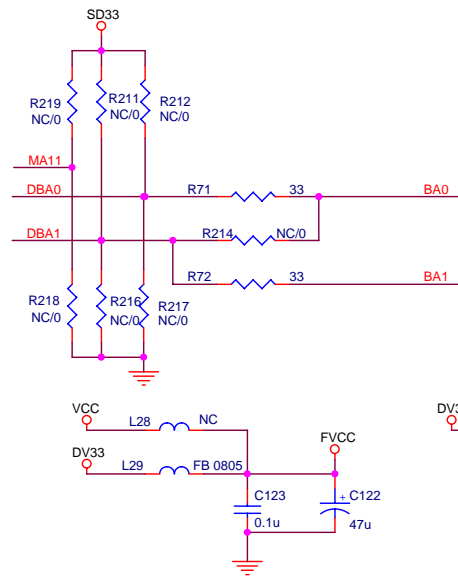 SD33
R219
NC/0
R211
NC/0
R212
NC/0
MA11
DBA0
R71
33
BA0
DBA1
R214
NC/0
R72
33
BA1
R218
NC/0
R216
NC/0
R217
NC/0
VCC
L28
NC
DV33
L29
FB 0805
FVCC
C123
0.1u
+
C122
47u